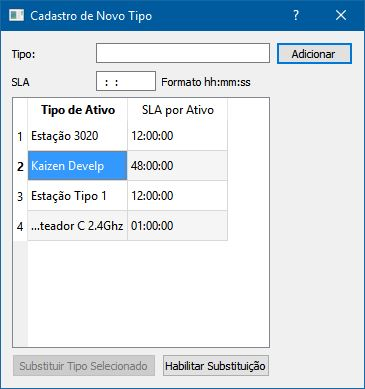 Cadastro de Novo Tipo ?
Tipo: Adicionar
SLA : : Formato hh:mm:ss
Tipo de Ativo SLA por Ativo
1 Estação 3020 12:00:00
2 Kaizen Develp 48:00:00
3 Estação Tipo 1 12:00:00
4 ...teador C 2.4Ghz 01:00:00
Substituir Tipo Selecionado Habilitar Substituição